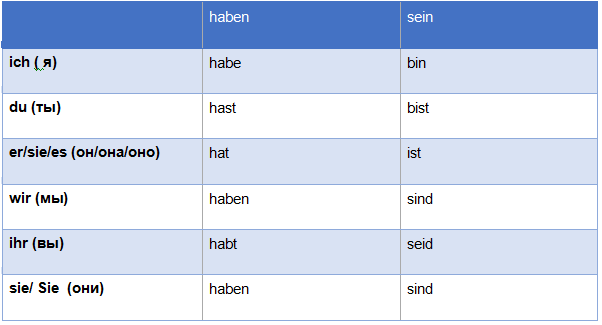 haben sein
ich ( я) habe bin
du (ты) hast bist
er/sie/es (он/она/оно) hat ist
wir (мы) haben sind
ihr (вы) habt seid
sie/ Sie (они) haben sind